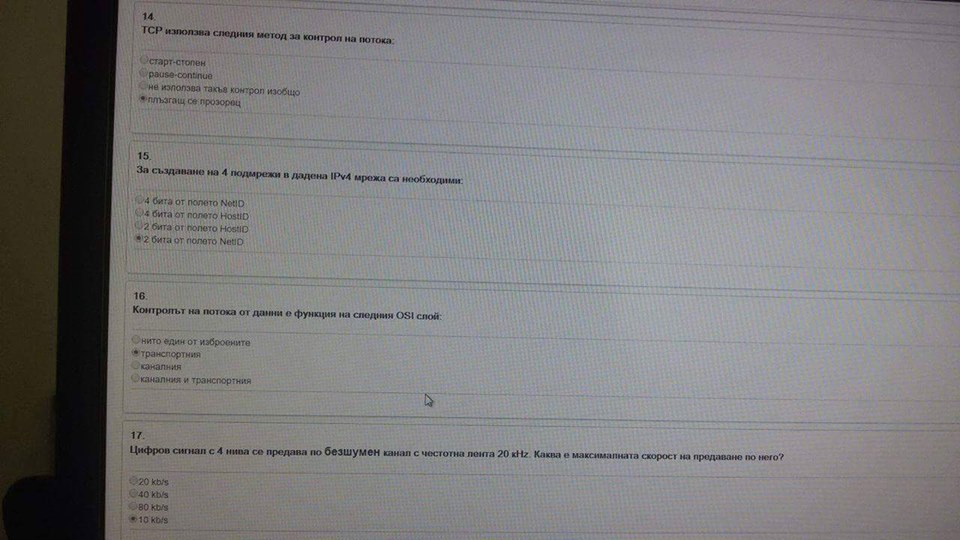 14.
TCP използва следния метод за контрол на потока:
старт-стопен
pause-continue
не използва такъв контрол изобщо
плъзгащ се прозорец
15.
За създаване на 4 подмрежи в дадена IPv4 мрежа са необходими:
4 бита от полето NetID
4 бита от полето HostID
2 бита от полето HostID
2 бита от полето NetID
16.
Контролът на потока от данни е функция на следния OSI слой:
нито един от изброените
транспортния
каналния
каналния и транспортния
17.
Цифров сигнал с 4 нива се предава по безшумен канал с честотна лента 20 kHz. Каква е максималната скорост на предаване по него?
20 kb/s
40 kb/s
80 kb/s
10 kb/s